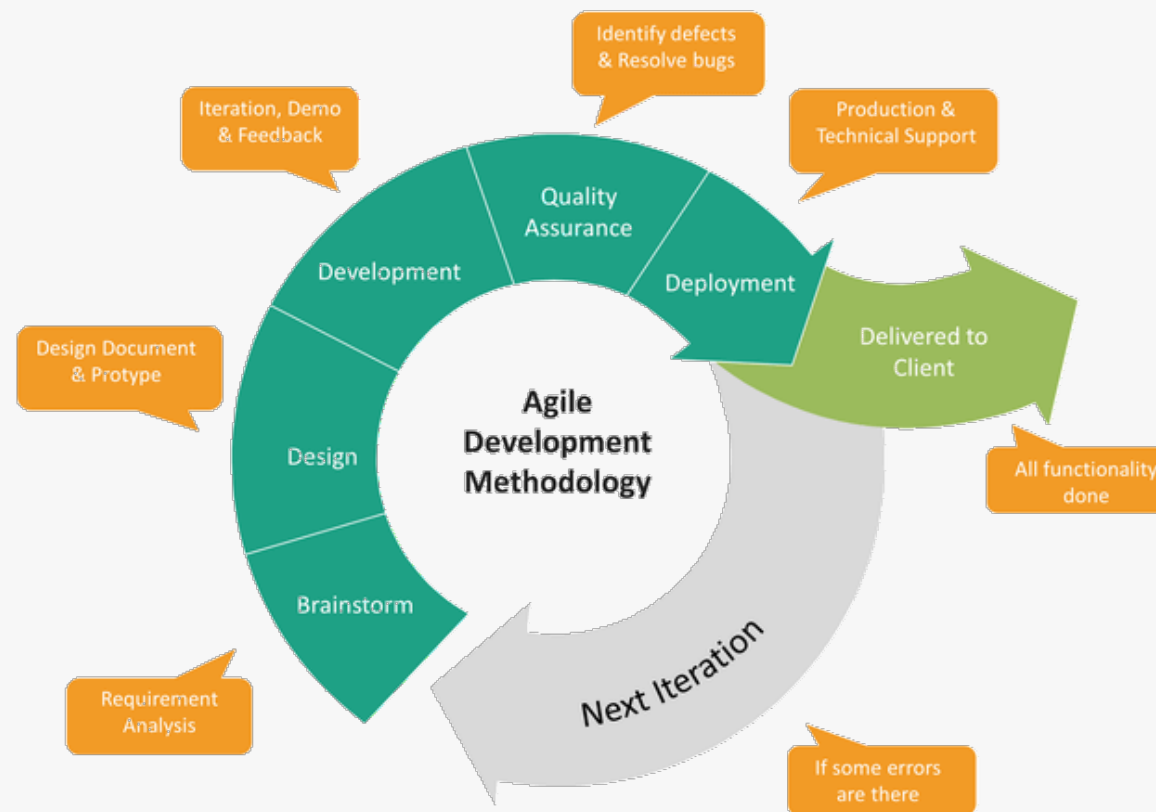 Identify defects
& Resolve bugs
Iteration, Demo
& Feedback
Production &
Technical Support
Quality
Assurance
Development
Deployment
Design Document
& Protype
Delivered to
Client
Agile
Development
Methodology
Design
All functionality
done
Brainstorm
Next Iteration
Requirement
Analysis
If some errors
are there